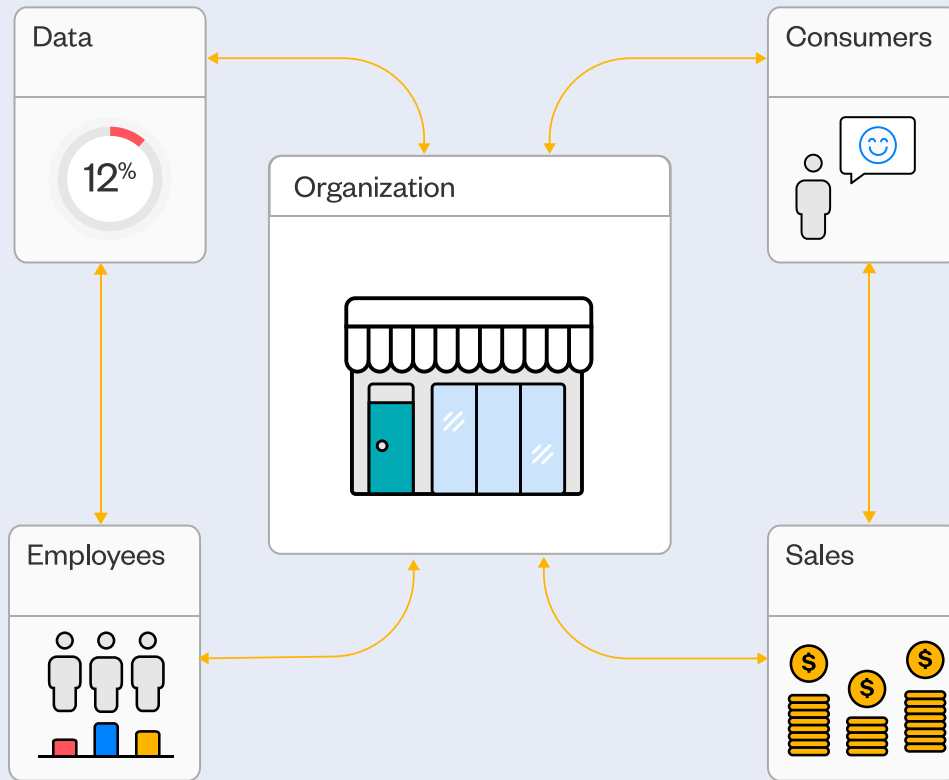 Data
12%
Consumers
Organization
Employees
Sales
$
$
$